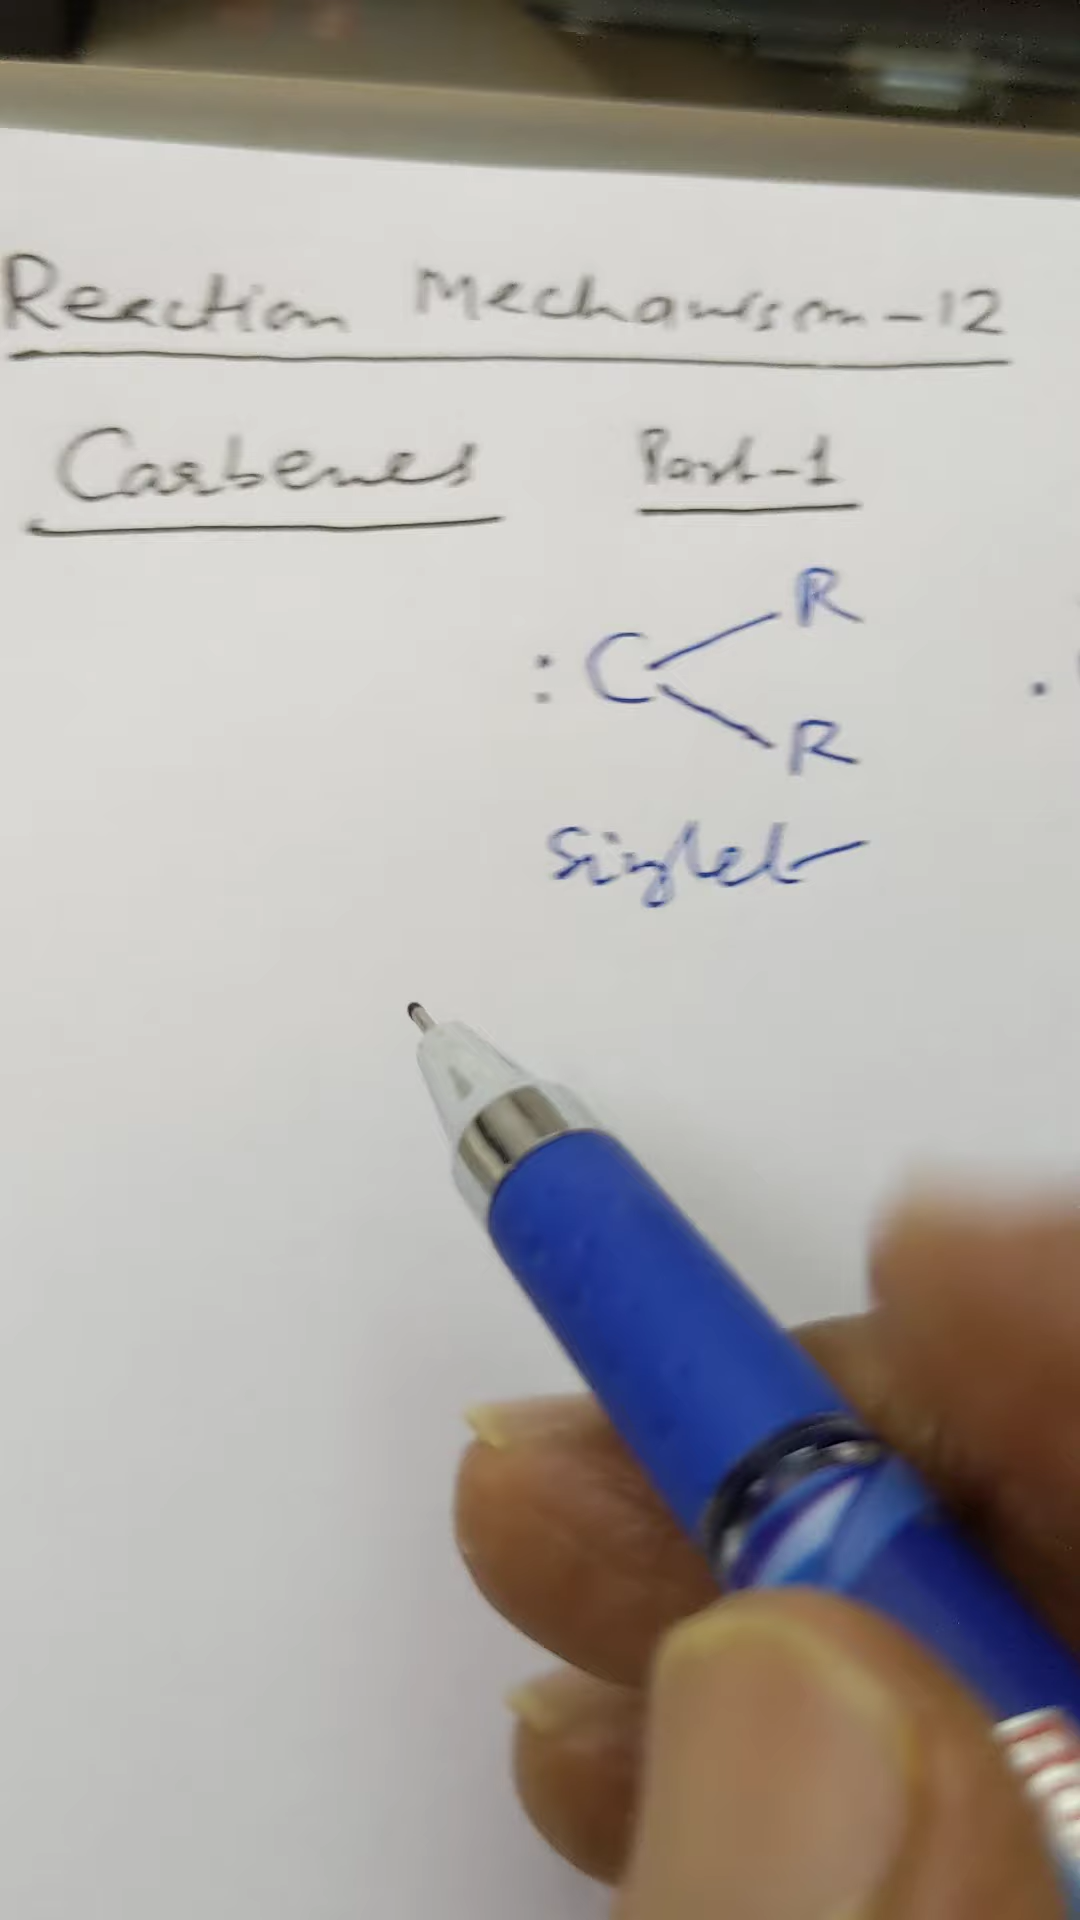 Reaction Mechanism-12
Carbenes Part-1
R
:C
R
Singlet